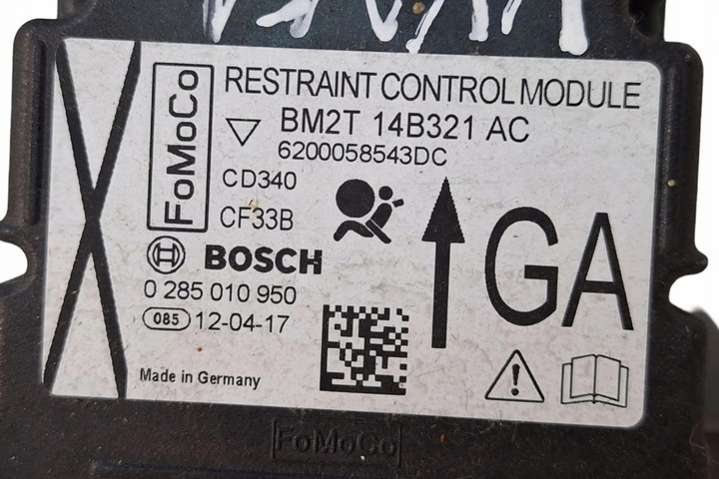 RESTRAINT CONTROL MODULE
FoMoCo
BM2T 14B321 AC
6200058543DC
CD340
CF33B
GA
BOSCH
0 285 010 950
085 12-04-17
Made in Germany
FoMoCo